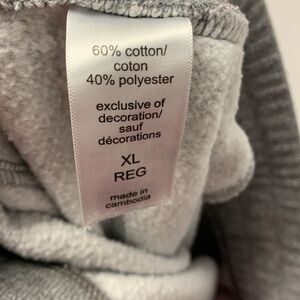 60% cotton/
coton
40% polyester
exclusive of
decoration/
sauf
décorations
XL
REG
made in
cambodia